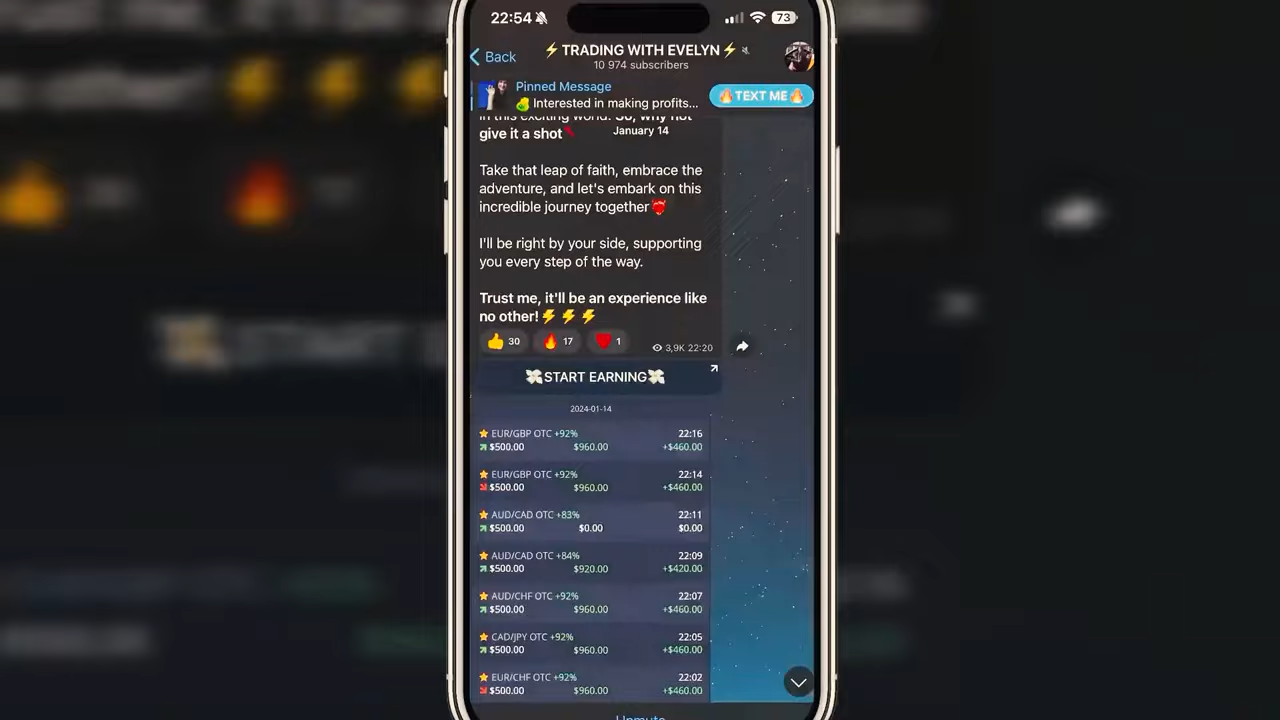 22:54
73
Back
⚡ TRADING WITH EVELYN ⚡
10 974 subscribers
Pinned Message
Interested in making profits...
TEXT ME
in this exciting world. So, why not
give it a shot
January 14
Take that leap of faith, embrace the
adventure, and let's embark on this
incredible journey together
I'll be right by your side, supporting
you every step of the way.
Trust me, it'll be an experience like
no other!⚡⚡⚡
30
17
1
3,9K 22:20
START EARNING
2024-01-14
EUR/GBP OTC +92% 22:16
$500.00 $960.00 +$460.00
EUR/GBP OTC +92% 22:14
$500.00 $960.00 +$460.00
AUD/CAD OTC +83% 22:11
$500.00 $0.00 $0.00
AUD/CAD OTC +84% 22:09
$500.00 $920.00 +$420.00
AUD/CHF OTC +92% 22:07
$500.00 $960.00 +$460.00
CAD/JPY OTC +92% 22:05
$500.00 $960.00 +$460.00
EUR/CHF OTC +92% 22:02
$500.00 $960.00 +$460.00
Unmute